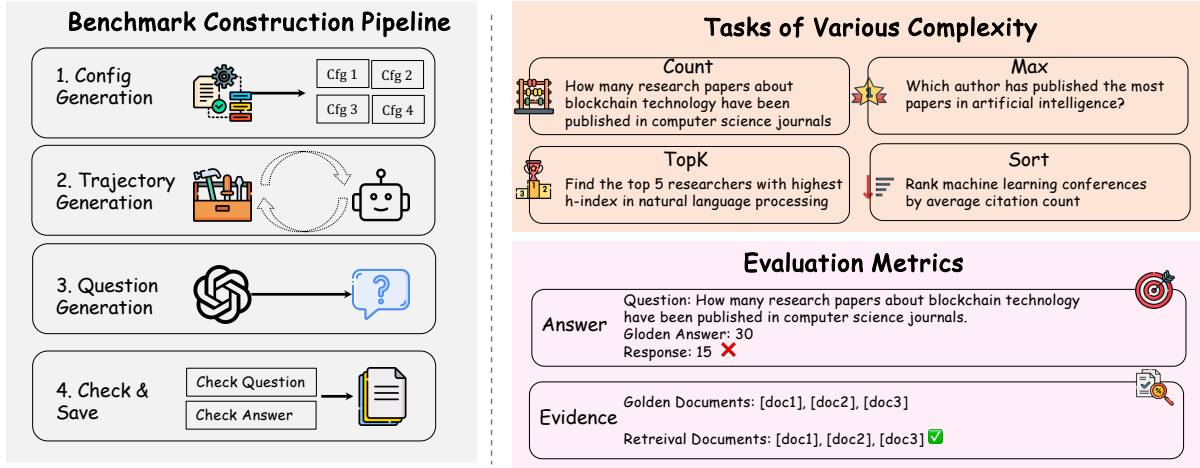 Benchmark Construction Pipeline
1. Config
Generation
Cfg 1
Cfg 2
Cfg 3
Cfg 4
2. Trajectory
Generation
3. Question
Generation
?
4. Check &
Save
Check Question
Check Answer
Tasks of Various Complexity
Count
How many research papers about
blockchain technology have been
published in computer science journals
1
Max
Which author has published the most
papers in artificial intelligence?
3 2
TopK
Find the top 5 researchers with highest
h-index in natural language processing
Sort
Rank machine learning conferences
by average citation count
Evaluation Metrics
Answer
Question: How many research papers about blockchain technology
have been published in computer science journals.
Gloden Answer: 30
Response: 15
Evidence
Golden Documents: [doc1], [doc2], [doc3]
Retreival Documents: [doc1], [doc2], [doc3]